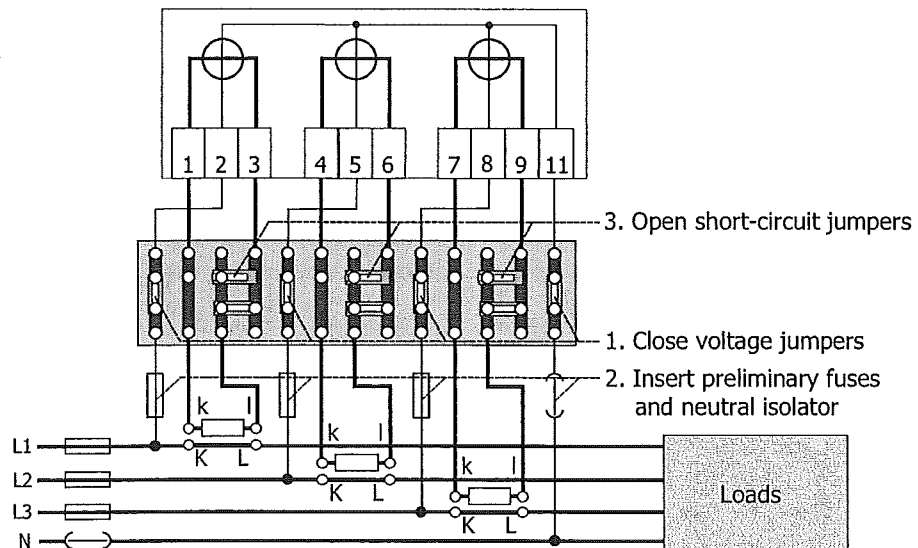 1 2 3 4 5 6 7 8 9 11
3. Open short-circuit jumpers
1. Close voltage jumpers
2. Insert preliminary fuses
and neutral isolator
k l
L1
K L
k l
L2
K L
k l
L3
K L
N
Loads